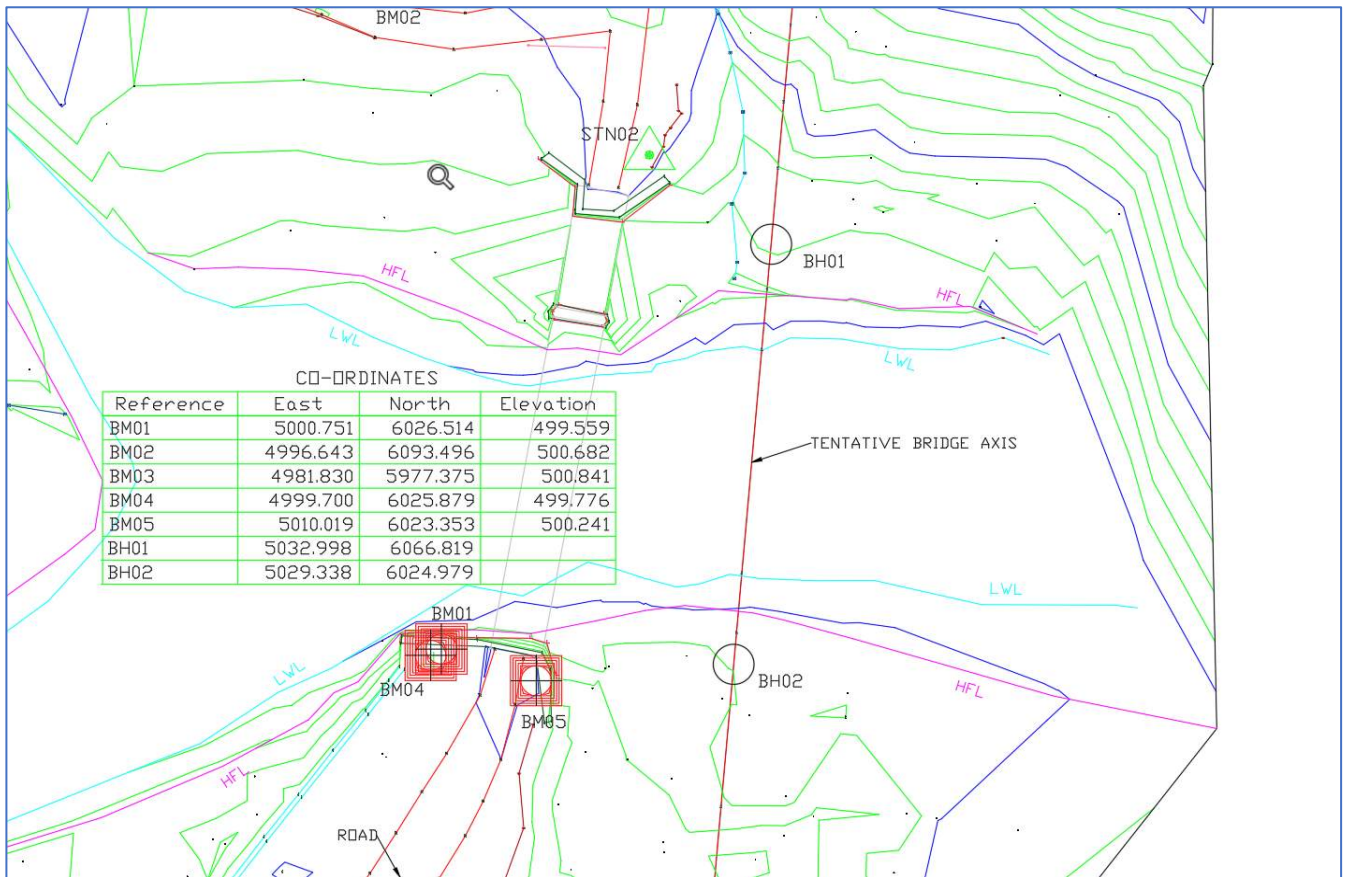 BM02
STN02
BH01
HFL
HFL
LWL
LWL
CO-ORDINATES
Reference East North Elevation
BM01 5000.751 6026.514 499.559
BM02 4996.643 6093.496 500.682
BM03 4981.830 5977.375 500.841
BM04 4999.700 6025.879 499.776
BM05 5010.019 6023.353 500.241
BH01 5032.998 6066.819
BH02 5029.338 6024.979
TENTATIVE BRIDGE AXIS
LWL
BM01
LWL
BM04
BH02
HFL
BM05
HFL
ROAD